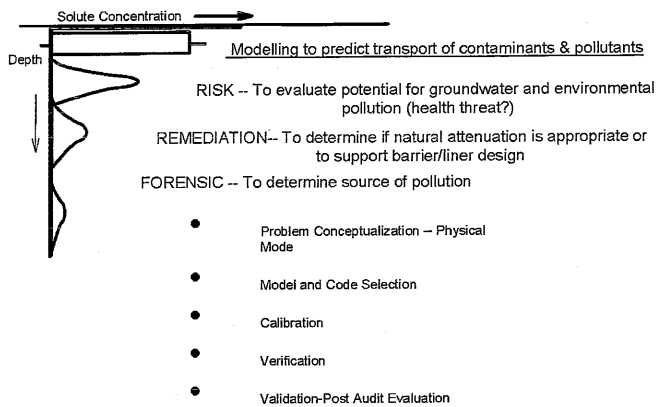 Solute Concentration
Depth
Modelling to predict transport of contaminants & pollutants
RISK -- To evaluate potential for groundwater and environmental
pollution (health threat?)
REMEDIATION-- To determine if natural attenuation is appropriate or
to support barrier/liner design
FORENSIC -- To determine source of pollution
Problem Conceptualization -- Physical
Mode
Model and Code Selection
Calibration
Verification
Validation-Post Audit Evaluation